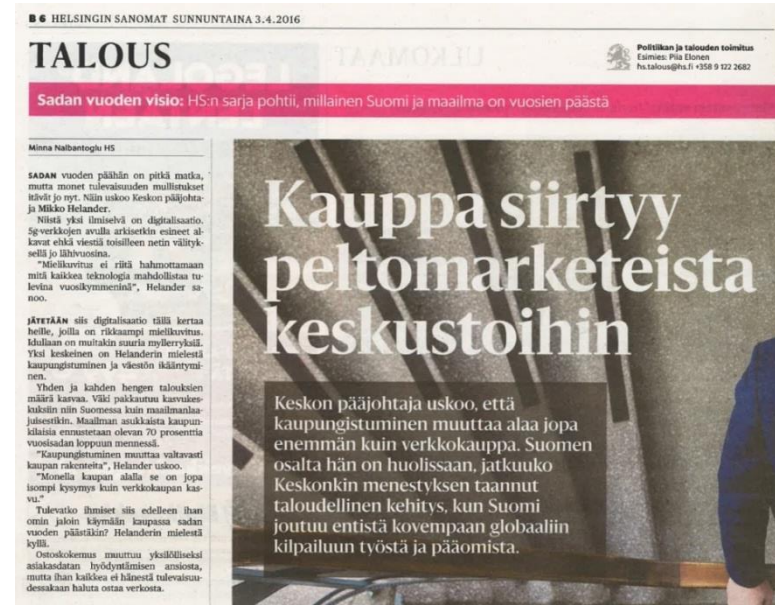 B 6 HELSINGIN SANOMAT SUNNUNTAINA 3.4.2016
TALOUS
Politiikan ja talouden toimitus
Esimies: Piia Elonen
hs.talous@hs.fi +358 9 122 2682
Sadan vuoden visio: HS:n sarja pohtii, millainen Suomi ja maailma on vuosien päästä
Minna Nalbantoglu HS
SADAN vuoden päähän on pitkä matka,
mutta monet tulevaisuuden mullistukset
itävät jo nyt. Näin uskoo Keskon pääjohta-
ja Mikko Helander.
Niistä yksi ilmiselvä on digitalisaatio.
5g-verkkojen avulla arkisetkin esineet al-
kavat ehkä viestiä toisilleen netin välityk-
sellä jo lähivuosina.
"Mielikuvitus ei riitä hahmottamaan
mitä kaikkea teknologia mahdollistaa tu-
levina vuosikymmeninä", Helander sa-
noo.
JÄTETÄÄN siis digitalisaatio tällä kertaa
heille, joilla on rikkaampi mielikuvitus.
Iduillaan on muitakin suuria myllerryksiä.
Yksi keskeinen on Helanderin mielestä
kaupungistuminen ja väestön ikääntymi-
nen.
Yhden ja kahden hengen talouksien
määrä kasvaa. Väki pakkautuu kasvukes-
kuksiin niin Suomessa kuin maailmanlaa-
juisestikin. Maailman asukkaista kaupun-
kilaisia ennustetaan olevan 70 prosenttia
vuosisadan loppuun mennessä.
"Kaupungistuminen muuttaa valtavasti
kaupan rakenteita", Helander uskoo.
"Monella kaupan alalla se on jopa
isompi kysymys kuin verkkokaupan kas-
vu."
Tulevatko ihmiset siis edelleen ihan
omin jaloin käymään kaupassa sadan
vuoden päästäkin? Helanderin mielestä
kyllä.
Ostoskokemus muuttuu yksilölliseksi
asiakasdatan hyödyntämisen ansiosta,
mutta ihan kaikkea ei hänestä tulevaisuu-
dessakaan haluta ostaa verkosta.
Kauppa siirtyy
peltomarketeista
keskustoihin
Keskon pääjohtaja uskoo, että
kaupungistuminen muuttaa alaa jopa
enemmän kuin verkkokauppa. Suomen
osalta hän on huolissaan, jatkuuko
Keskonkin menestyksen taannut
taloudellinen kehitys, kun Suomi
joutuu entistä kovempaan globaaliin
kilpailuun työstä ja pääomista.